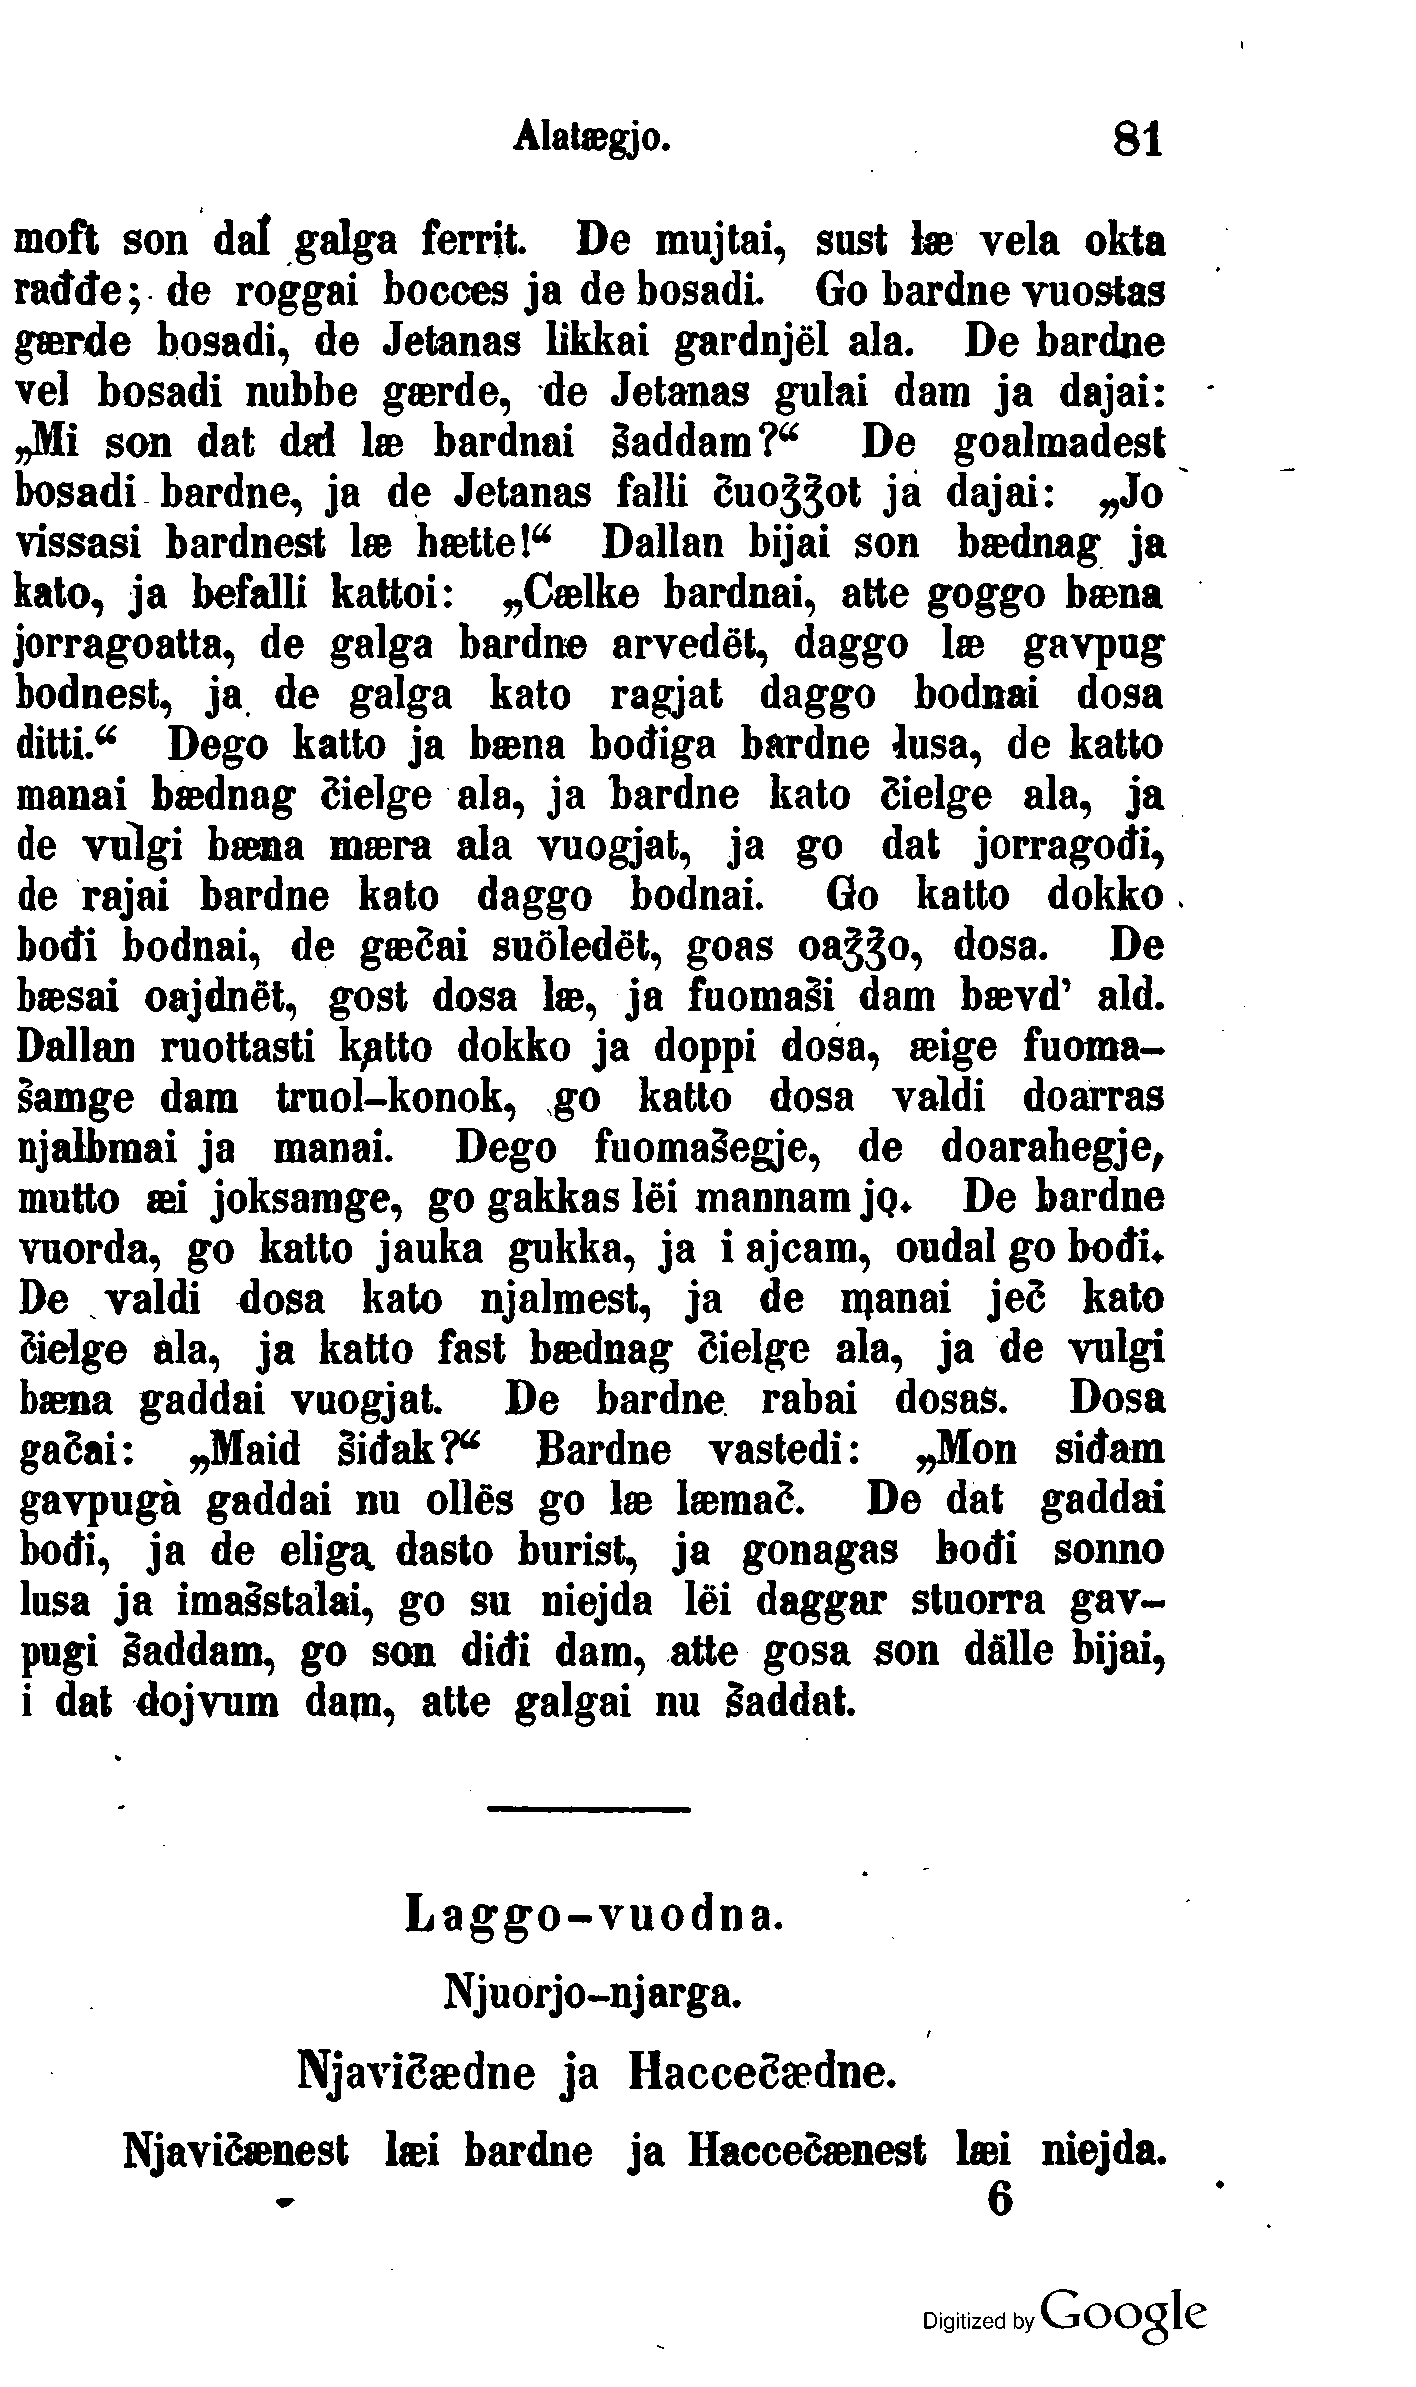 Alatægjo. 81
moft son dal galga ferrit. De mujtai, sust læ vela okta
rađđe; de roggai bocces ja de bosadi. Go bardne vuostas
gærde bosadi, de Jetanas likkai gardnjël ala. De bardne
vel bosadi nubbe gærde, de Jetanas gulai dam ja dajai:
„Mi son dat dal læ bardnai šaddam?“ De goalmadest
bosadi bardne, ja de Jetanas falli čuoǯǯot ja dajai: „Jo
vissasi bardnest læ hætte!“ Dallan bijai son bædnag ja
kato, ja befalli kattoi: „Cælke bardnai, atte goggo bæna
jorragoatta, de galga bardne arvedët, daggo læ gavpug
bodnest, ja de galga kato ragjat daggo bodnai dosa
ditti.“ Dego katto ja bæna bođiga bardne lusa, de katto
manai bædnag čielge ala, ja bardne kato čielge ala, ja
de vulgi bæna mæra ala vuogjat, ja go dat jorragođi,
de rajai bardne kato daggo bodnai. Go katto dokko
bođi bodnai, de gæčai suöledët, goas oaǯǯo, dosa. De
bæsai oajdnët, gost dosa læ, ja fuomaši dam bævd’ ald.
Dallan ruottasti katto dokko ja doppi dosa, æige fuoma–
šamge dam truol–konok, go katto dosa valdi doarras
njalbmai ja manai. Dego fuomašegje, de doarahegje,
mutto æi joksamge, go gakkas lëi mannam jo. De bardne
vuorda, go katto jauka gukka, ja i ajcam, oudal go bođi.
De valdi dosa kato njalmest, ja de manai ječ kato
čielge ala, ja katto fast bædnag čielge ala, ja de vulgi
bæna gaddai vuogjat. De bardne rabai dosas. Dosa
gačai: „Maid šiđak?“ Bardne vastedi: „Mon siđam
gavpugà gaddai nu ollës go læ læmač. De dat gaddai
bođi, ja de eliga dasto burist, ja gonagas bođi sonno
lusa ja imašstalai, go su niejda lëi daggar stuorra gav–
pugi šaddam, go son diđi dam, atte gosa son dälle bijai,
i dat dojvum dam, atte galgai nu šaddat.
Laggo–vuodna.
Njuorjo–njarga.
Njavičædne ja Haccečædne.
Njavičænest læi bardne ja Haccečænest læi niejda.
6
Digitized by Google